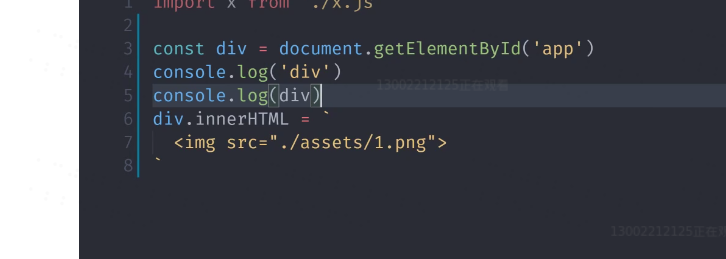 1 import x from "./x.js
2
3 const div = document.getElementById('app')
4 console.log('div')
13002212125正在观看
5 console.log(div)
6 div.innerHTML = `
7 <img src="./assets/1.png">
8 `
13002212125正在观